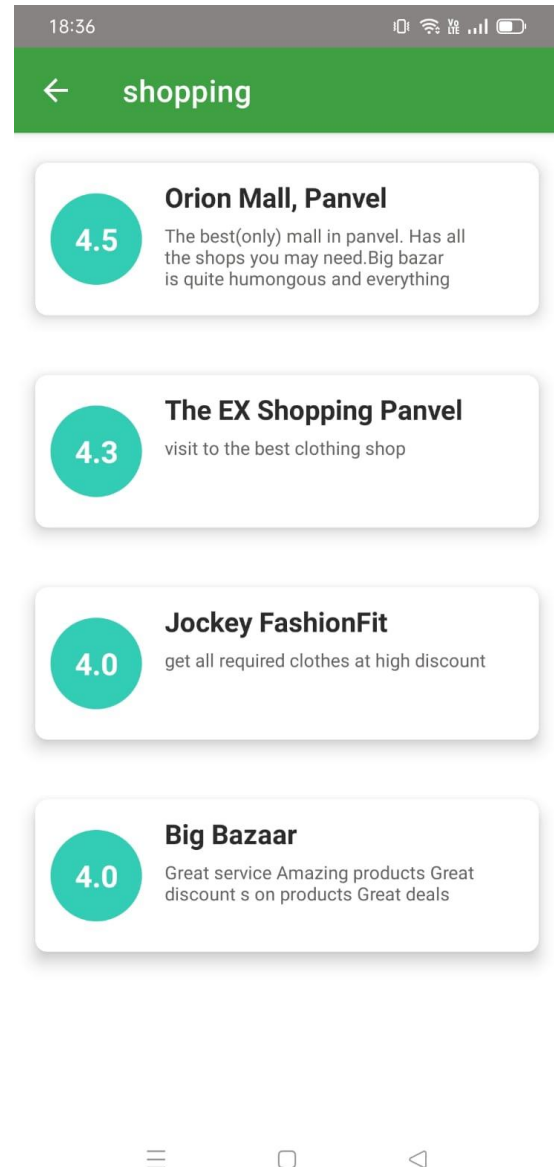 18:36
Vo LTE
shopping
4.5
Orion Mall, Panvel
The best(only) mall in panvel. Has all
the shops you may need.Big bazar
is quite humongous and everything
4.3
The EX Shopping Panvel
visit to the best clothing shop
4.0
Jockey FashionFit
get all required clothes at high discount
4.0
Big Bazaar
Great service Amazing products Great
discount s on products Great deals